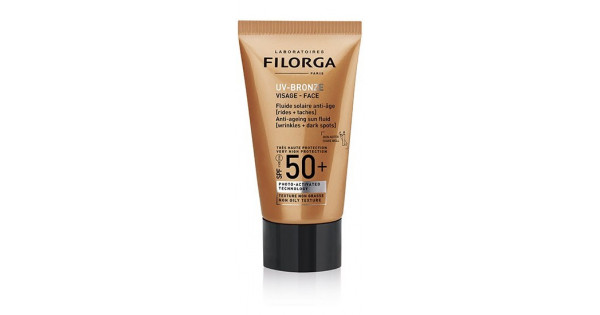 LABORATOIRES
FILORGA
PARIS
UV-BRONZE
VISAGE - FACE
Fluide solaire anti-âge
[rides + taches]
Anti-ageing sun fluid
[wrinkles + dark spots]
TRÈS HAUTE PROTECTION
VERY HIGH PROTECTION
SPF 50+
PHOTO-ACTIVATED
TECHNOLOGY
TEXTURE NON GRASSE
NON OILY TEXTURE